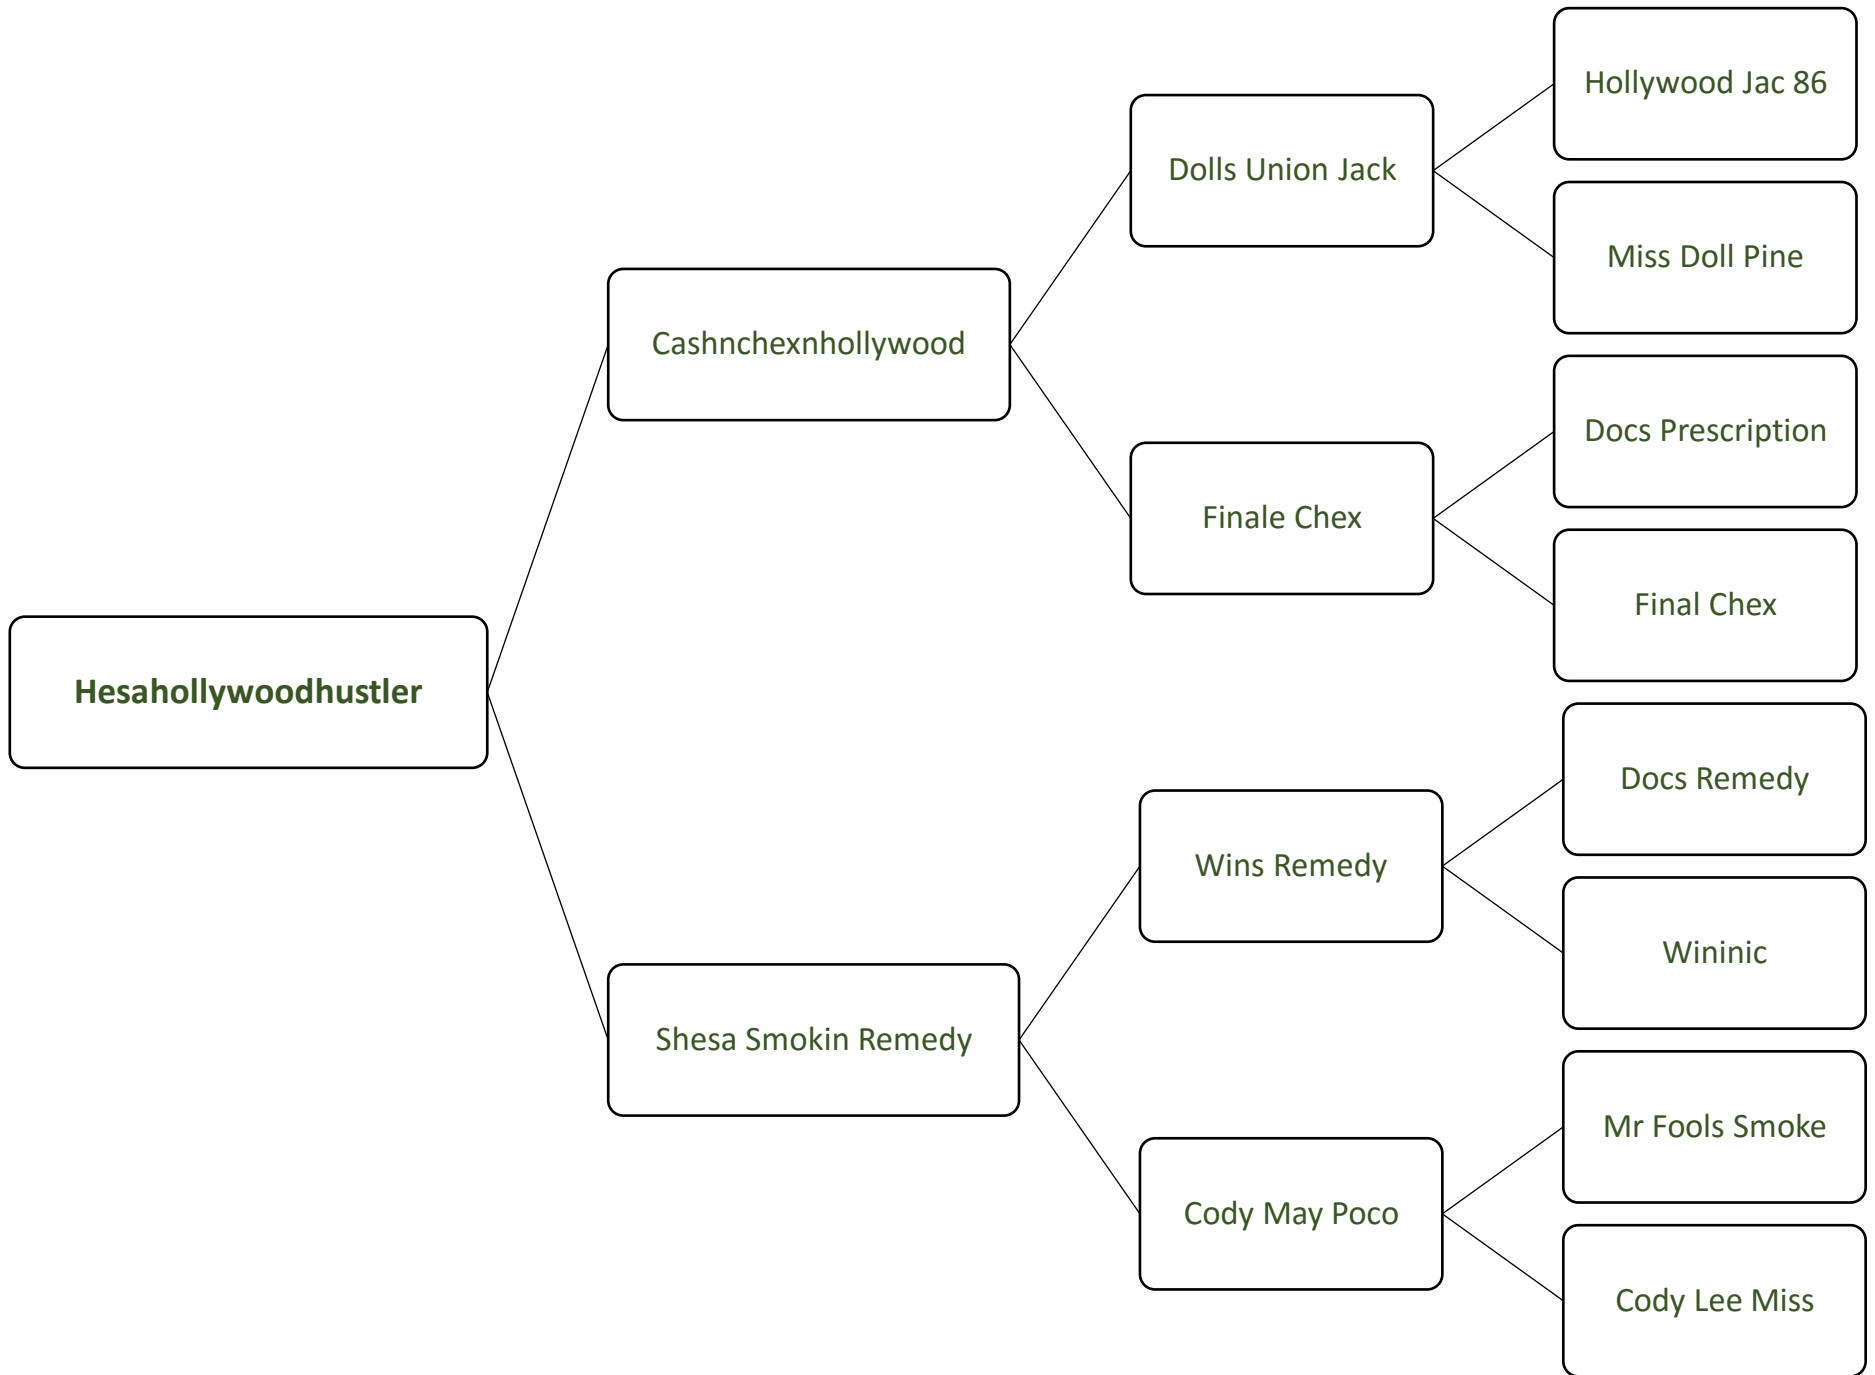 Hollywood Jac 86
Dolls Union Jack
Miss Doll Pine
Cashnchexnhollywood
Docs Prescription
Finale Chex
Final Chex
Hesahollywoodhustler
Docs Remedy
Wins Remedy
Wininic
Shesa Smokin Remedy
Mr Fools Smoke
Cody May Poco
Cody Lee Miss